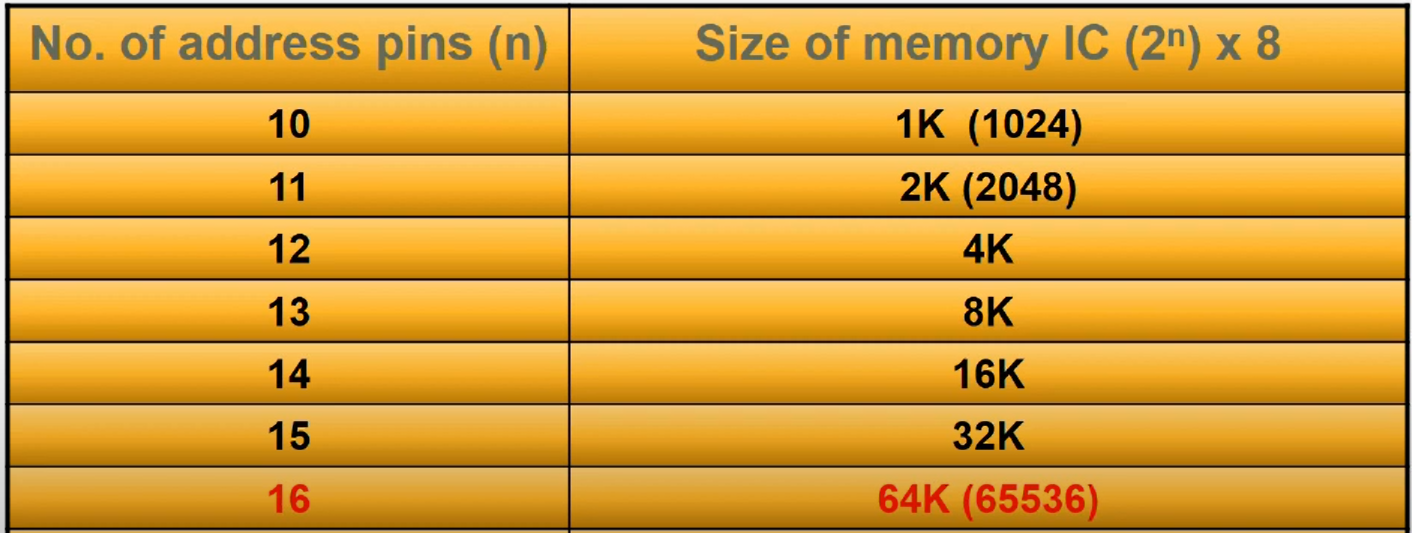 No. of address pins (n) Size of memory IC (2ⁿ) x 8
10 1K (1024)
11 2K (2048)
12 4K
13 8K
14 16K
15 32K
16 64K (65536)